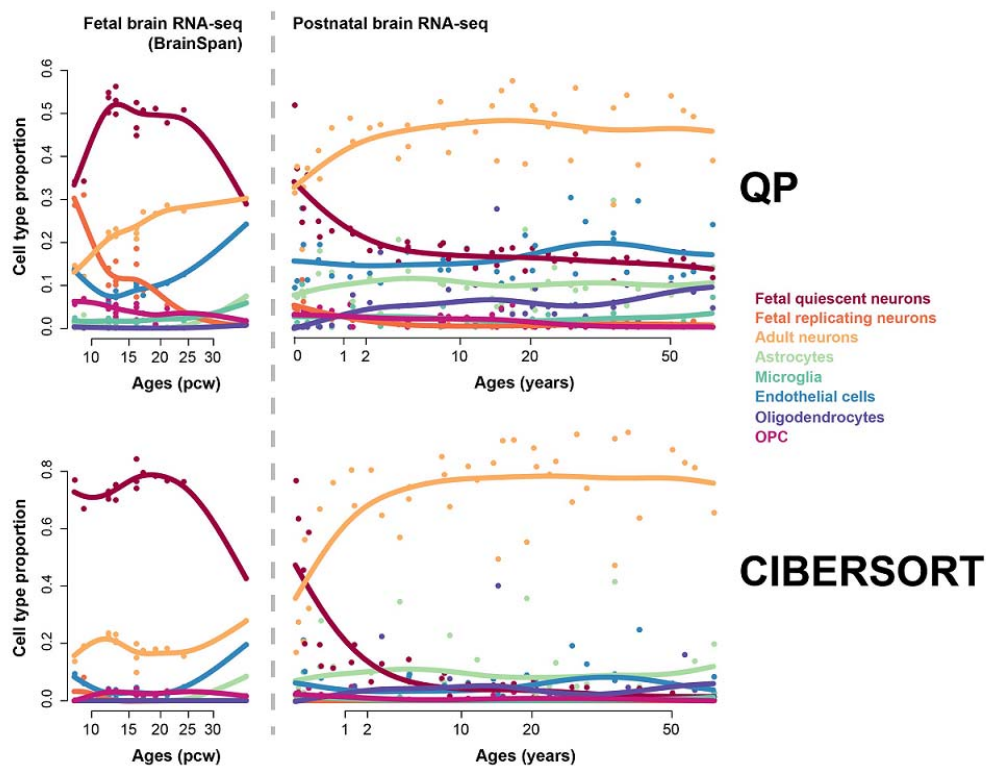 Fetal brain RNA-seq
(BrainSpan)
Postnatal brain RNA-seq
Cell type proportion
0.6
0.5
0.4
0.3
0.2
0.1
0.0
10 15 20 25 30
Ages (pcw)
0 1 2 10 20 50
Ages (years)
QP
Fetal quiescent neurons
Fetal replicating neurons
Adult neurons
Astrocytes
Microglia
Endothelial cells
Oligodendrocytes
OPC
Cell type proportion
0.8
0.6
0.4
0.2
0.0
10 15 20 25 30
Ages (pcw)
1 2 10 20 50
Ages (years)
CIBERSORT